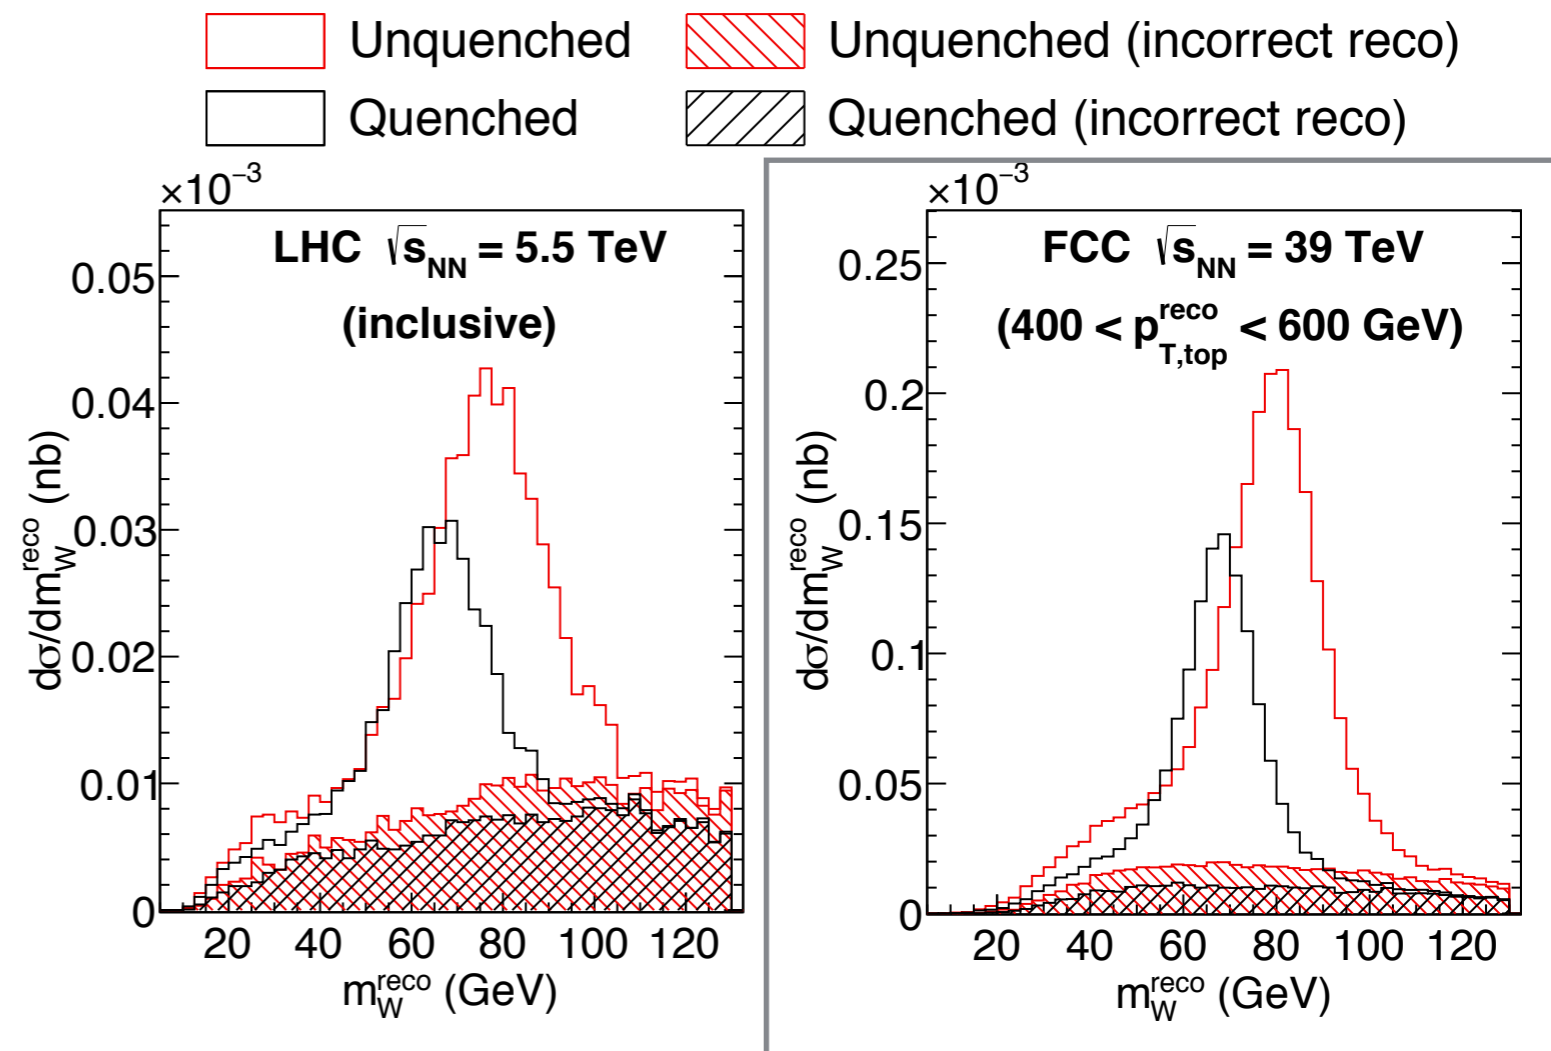 Unquenched
Unquenched (incorrect reco)
Quenched
Quenched (incorrect reco)
×10⁻³
LHC √s_NN = 5.5 TeV
(inclusive)
0.05
0.04
0.03
0.02
0.01
0
dσ/dm_W^reco (nb)
20 40 60 80 100 120
m_W^reco (GeV)
×10⁻³
FCC √s_NN = 39 TeV
(400 < p_T,top^reco < 600 GeV)
0.25
0.2
0.15
0.1
0.05
0
dσ/dm_W^reco (nb)
20 40 60 80 100 120
m_W^reco (GeV)